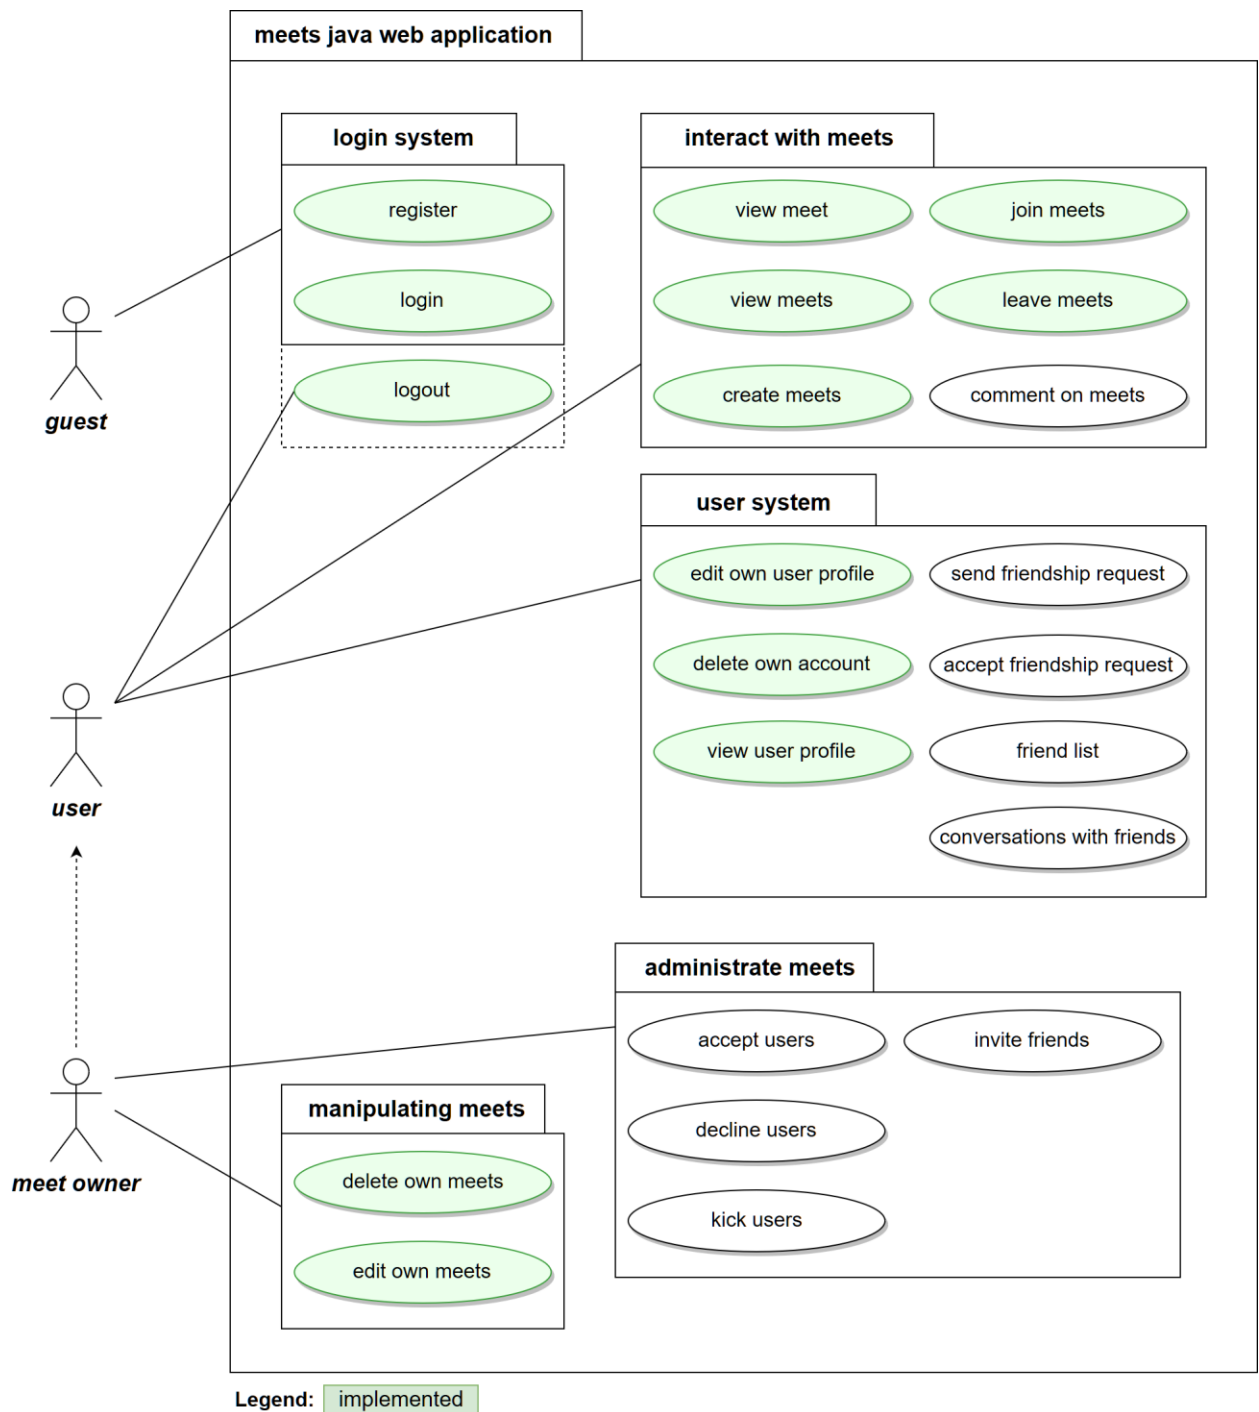 meets java web application
login system
register
login
logout
interact with meets
view meet
join meets
view meets
leave meets
create meets
comment on meets
guest
user system
edit own user profile
send friendship request
delete own account
accept friendship request
view user profile
friend list
conversations with friends
user
administrate meets
accept users
invite friends
decline users
kick users
manipulating meets
delete own meets
edit own meets
meet owner
Legend: implemented